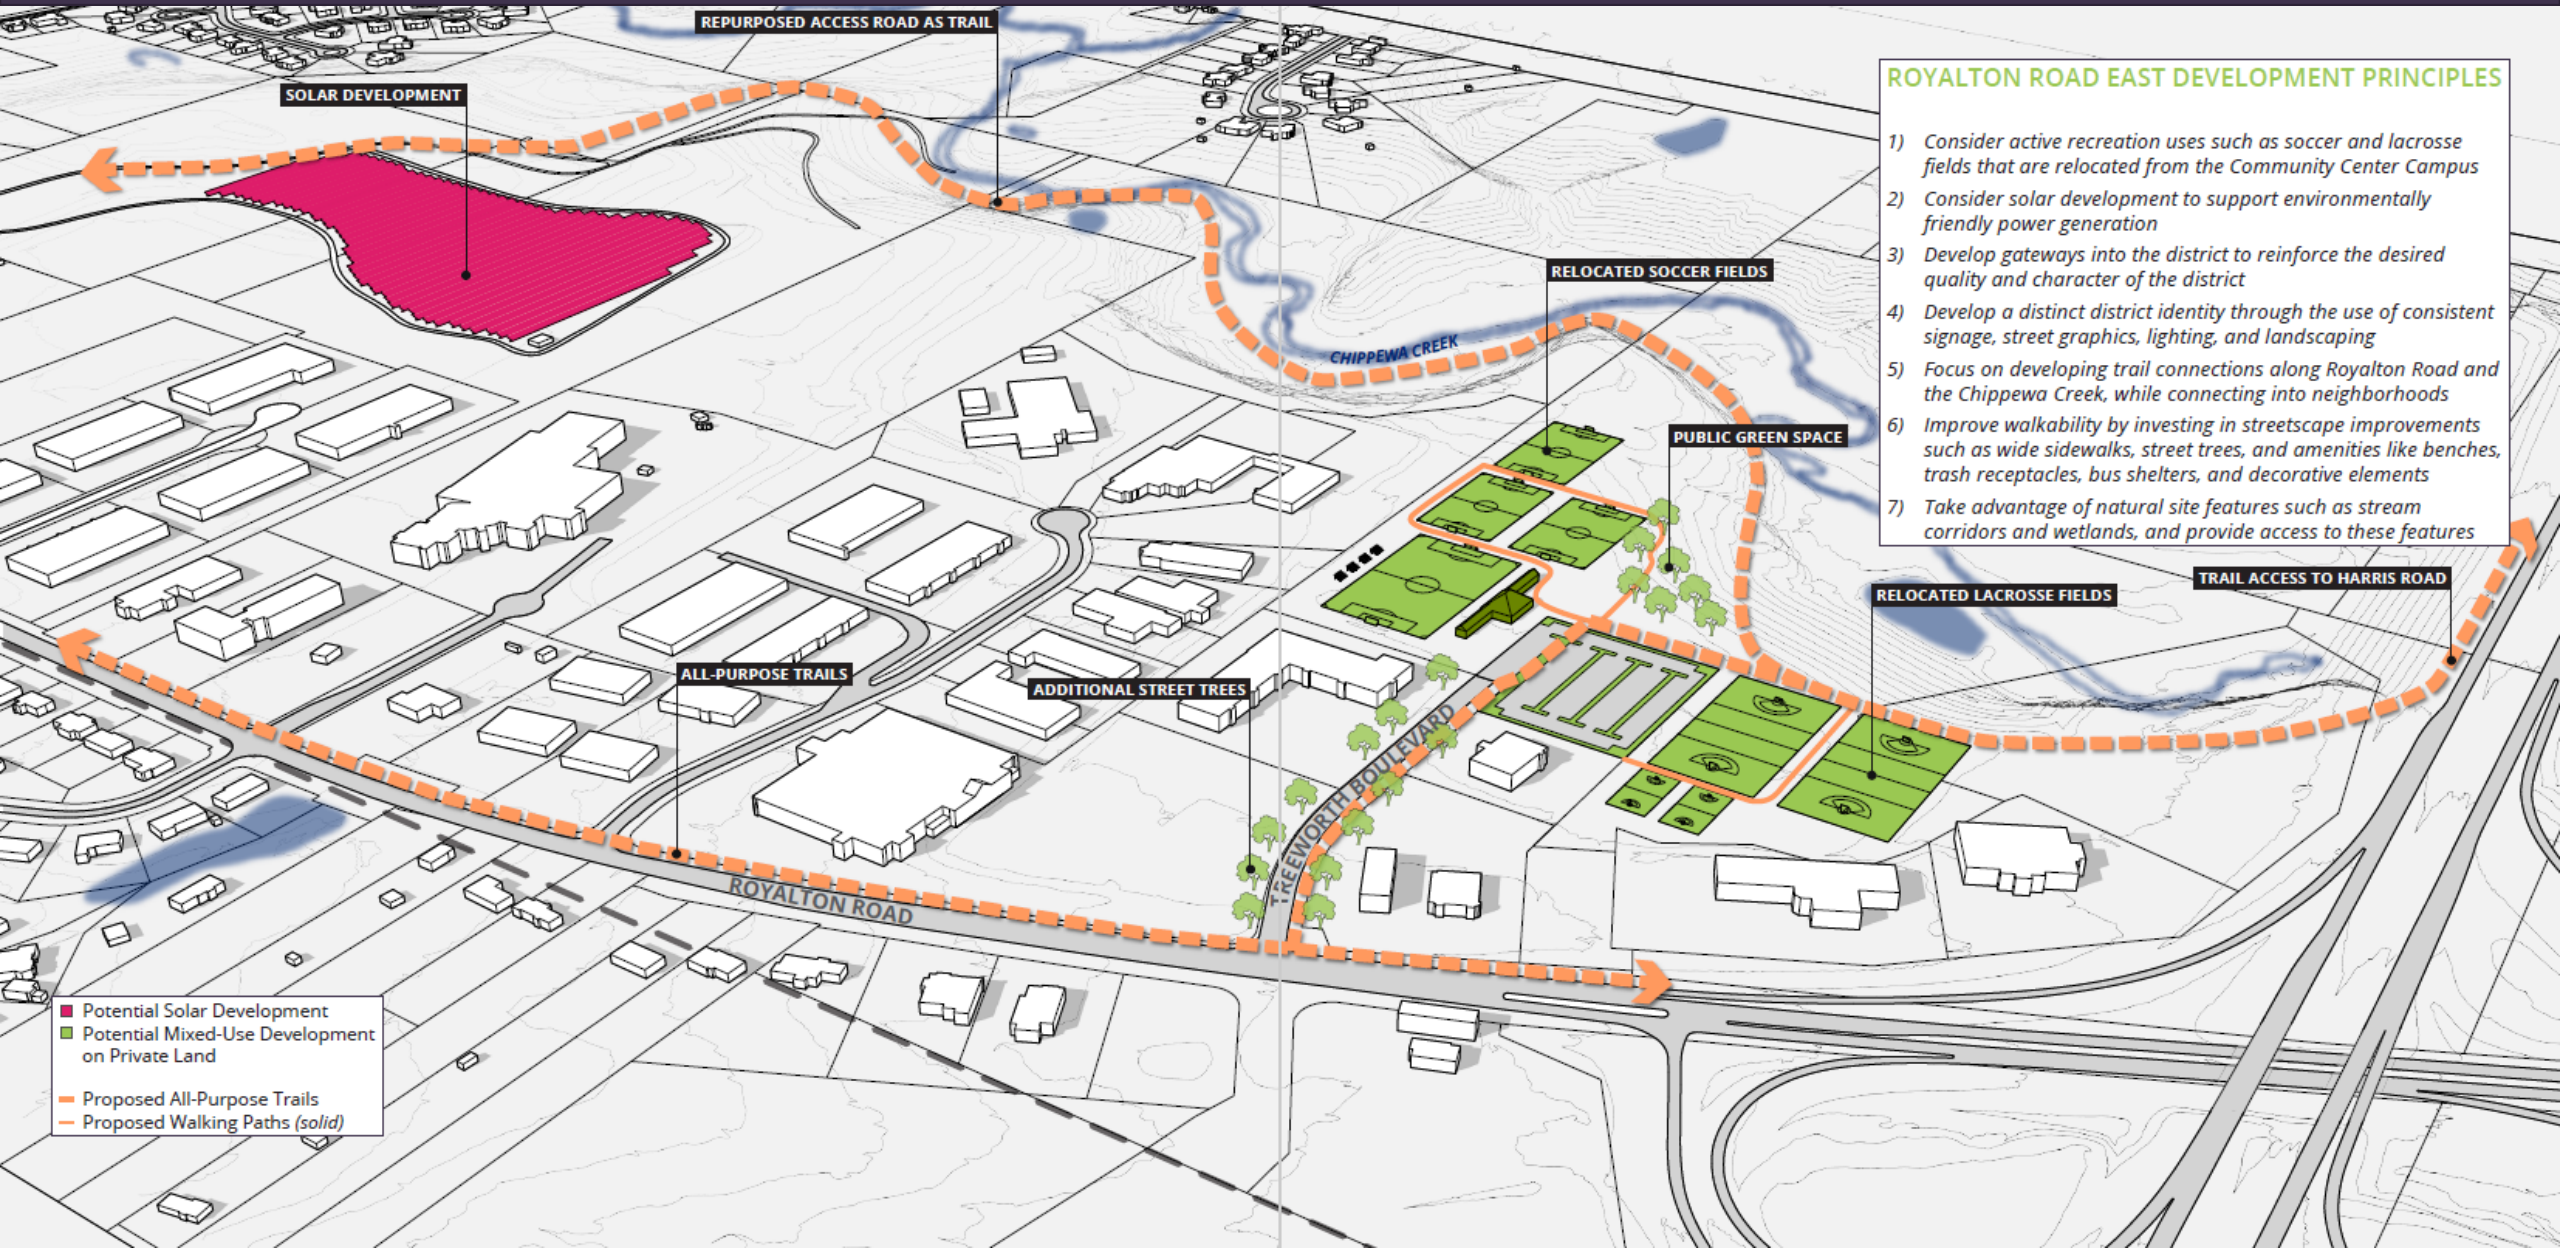 REPURPOSED ACCESS ROAD AS TRAIL
SOLAR DEVELOPMENT
ROYALTON ROAD EAST DEVELOPMENT PRINCIPLES
1) Consider active recreation uses such as soccer and lacrosse
fields that are relocated from the Community Center Campus
2) Consider solar development to support environmentally
friendly power generation
3) Develop gateways into the district to reinforce the desired
quality and character of the district
4) Develop a distinct district identity through the use of consistent
signage, street graphics, lighting, and landscaping
5) Focus on developing trail connections along Royalton Road and
the Chippewa Creek, while connecting into neighborhoods
6) Improve walkability by investing in streetscape improvements
such as wide sidewalks, street trees, and amenities like benches,
trash receptacles, bus shelters, and decorative elements
7) Take advantage of natural site features such as stream
corridors and wetlands, and provide access to these features
RELOCATED SOCCER FIELDS
CHIPPEWA CREEK
PUBLIC GREEN SPACE
TRAIL ACCESS TO HARRIS ROAD
RELOCATED LACROSSE FIELDS
ALL-PURPOSE TRAILS
ADDITIONAL STREET TREES
TREEWORTH BOULEVARD
ROYALTON ROAD
Potential Solar Development
Potential Mixed-Use Development
on Private Land
Proposed All-Purpose Trails
Proposed Walking Paths (solid)